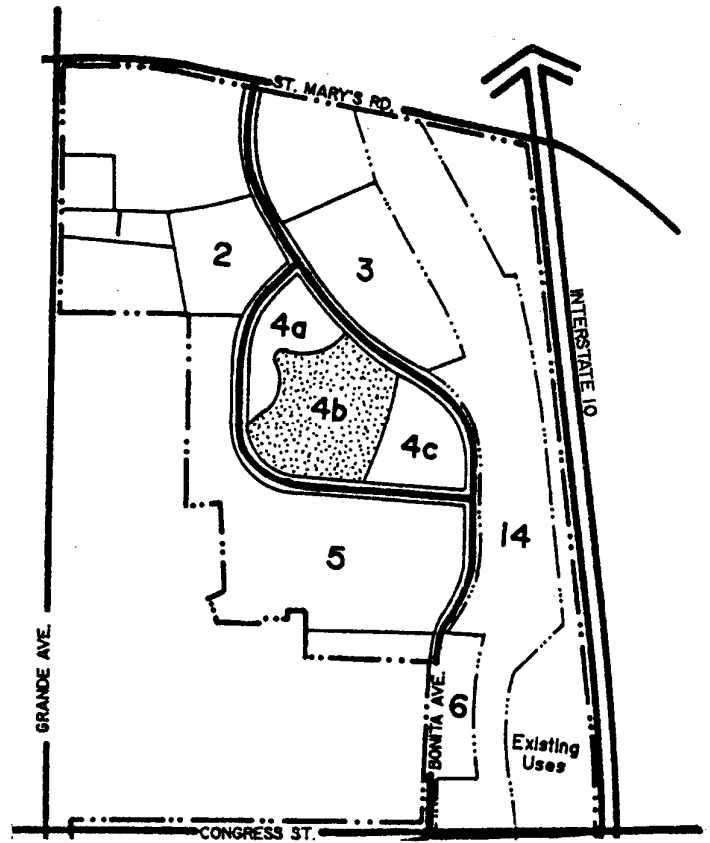 ST. MARY'S RD.
2
3
INTERSTATE 10
4a
4b
4c
14
5
GRANDE AVE.
BONITA AVE.
6
Existing
Uses
CONGRESS ST.